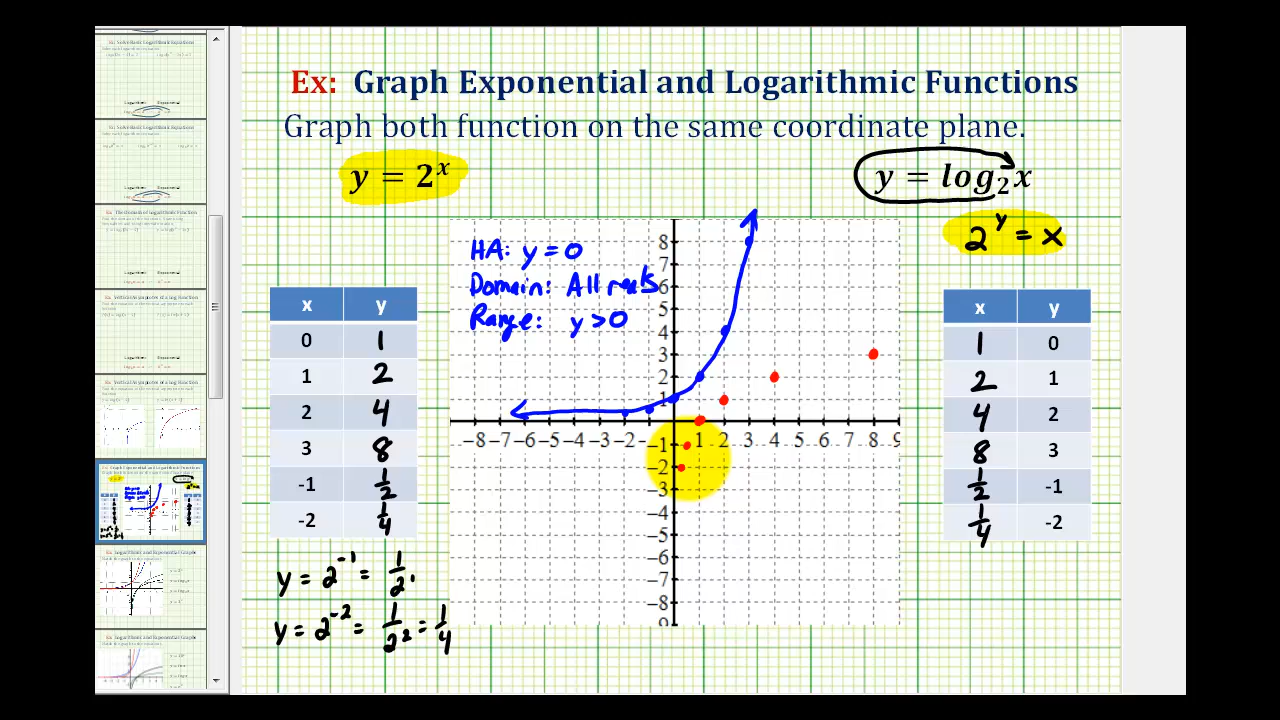 Ex: Graph Exponential and Logarithmic Functions
Graph both function on the same coordinate plane.
y = 2^x
y = log₂x
2^y = x
HA: y = 0
Domain: All reals
Range: y > 0
x y
0 1
1 2
2 4
3 8
-1 1/2
-2 1/4
y = 2^-1 = 1/2^1
y = 2^-2 = 1/2^2 = 1/4
8
7
6
5
4
3
2
1
-8 -7 -6 -5 -4 -3 -2 -1 1 2 3 4 5 6 7 8 9
-2
-3
-4
-5
-6
-7
-8
x y
1 0
2 1
4 2
8 3
1/2 -1
1/4 -2